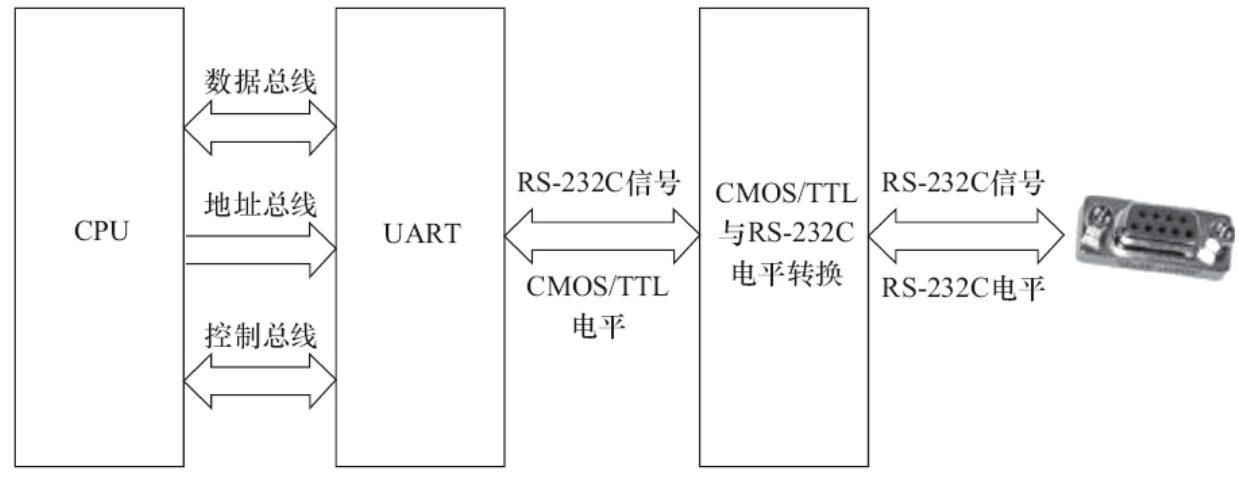 数据总线
地址总线
控制总线
CPU
UART
RS-232C信号
CMOS/TTL
电平
CMOS/TTL
与RS-232C
电平转换
RS-232C信号
RS-232C电平